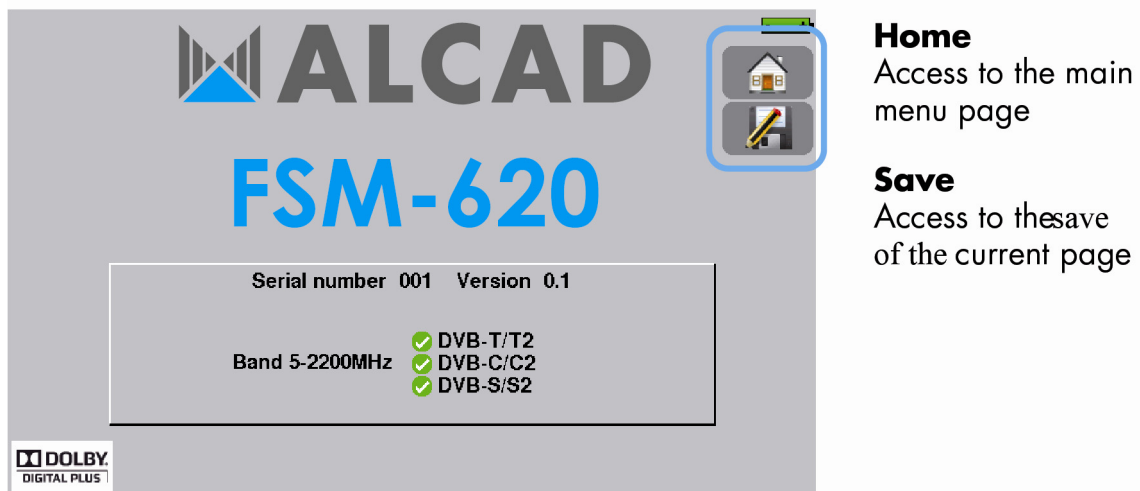 ALCAD
FSM-620
Serial number 001 Version 0.1
Band 5-2200MHz
DVB-T/T2
DVB-C/C2
DVB-S/S2
DOLBY.
DIGITAL PLUS
Home
Access to the main
menu page
Save
Access to thesave
of the current page